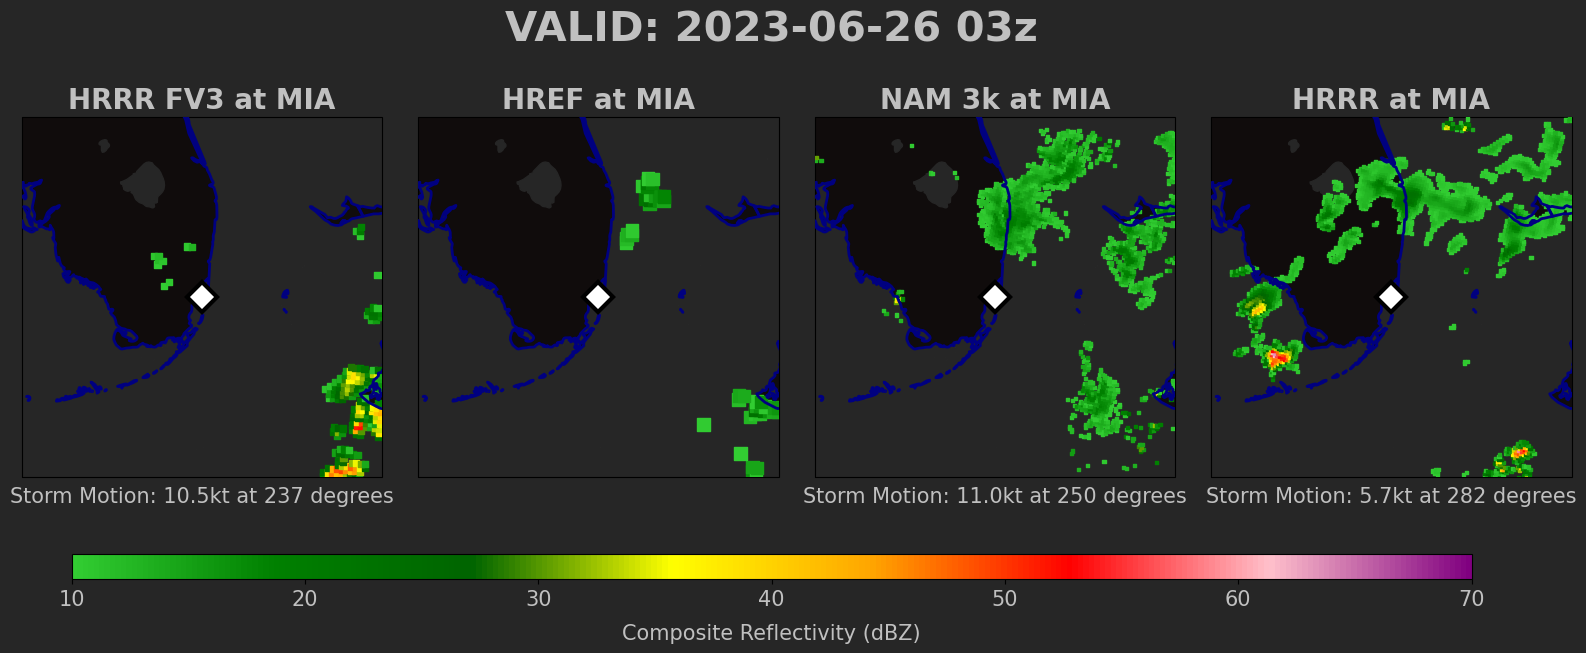 VALID: 2023-06-26 03z
HRRR FV3 at MIA
HREF at MIA
NAM 3k at MIA
HRRR at MIA
Storm Motion: 10.5kt at 237 degrees
Storm Motion: 11.0kt at 250 degrees
Storm Motion: 5.7kt at 282 degrees
10 20 30 40 50 60 70
Composite Reflectivity (dBZ)